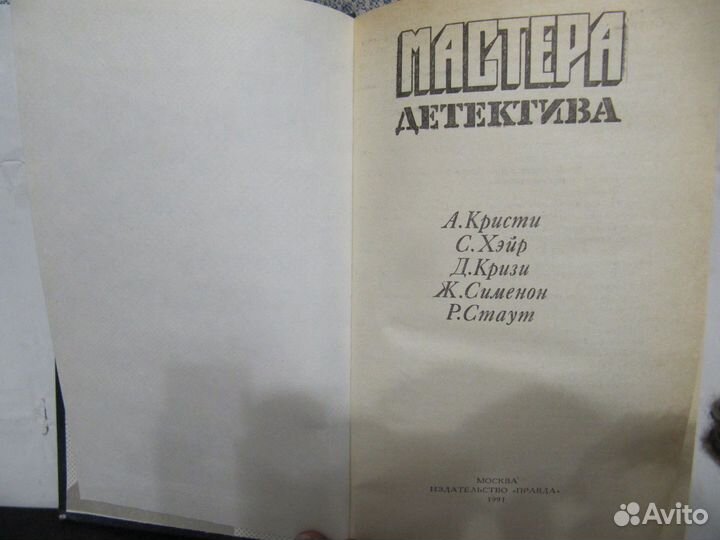 МАСТЕРА
ДЕТЕКТИВА
А.Кристи
С.Хэйр
Д.Кризи
Ж.Сименон
Р.Стаут
МОСКВА
ИЗДАТЕЛЬСТВО «ПРАВДА»
1991
Avito